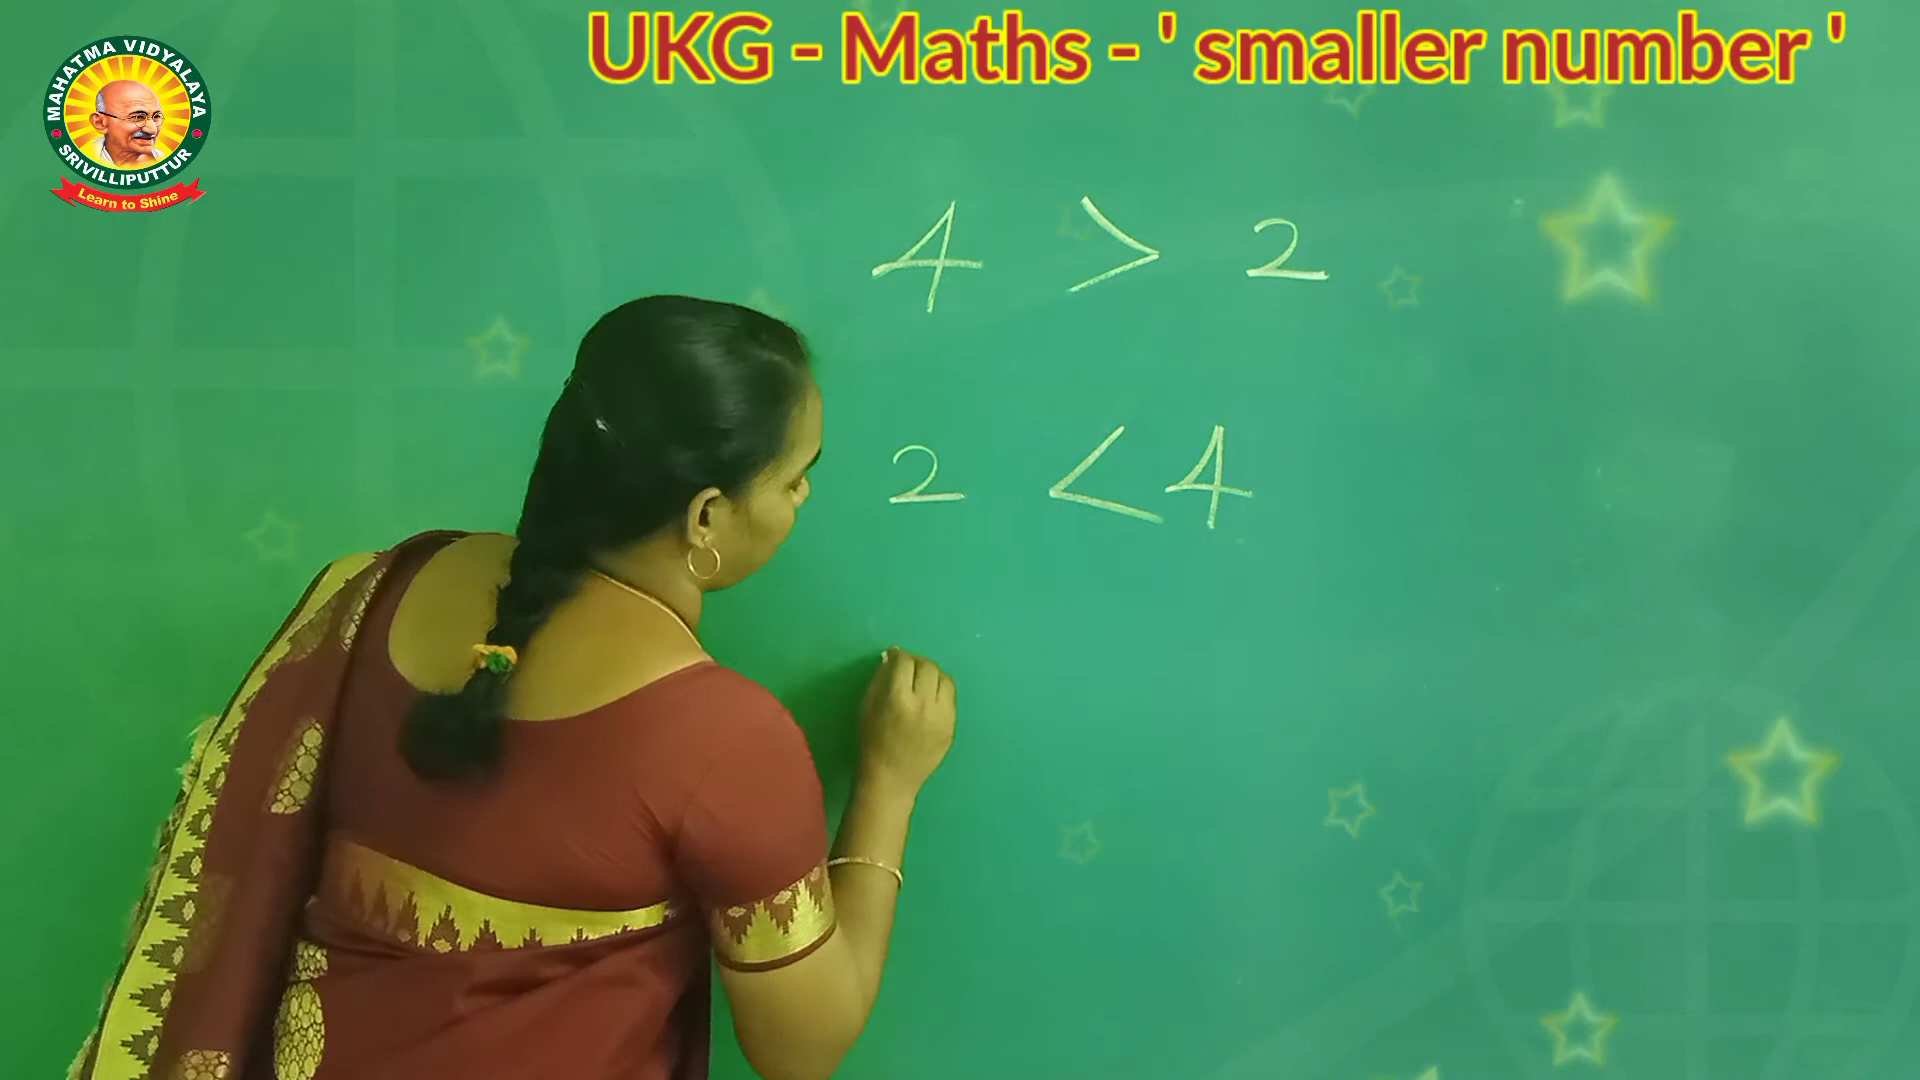 UKG - Maths - ' smaller number '
MAHATMA VIDYALAYA
SRIVILLIPUTTUR
Learn to Shine
4 > 2
2 < 4